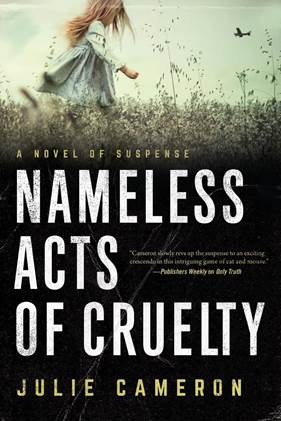 A NOVEL OF SUSPENSE
NAMELESS
ACTS
"Cameron slowly revs up the suspense to an exciting
crescendo in this intriguing game of cat and mouse."
—Publishers Weekly on Only Truth
OF CRUELTY
JULIE CAMERON